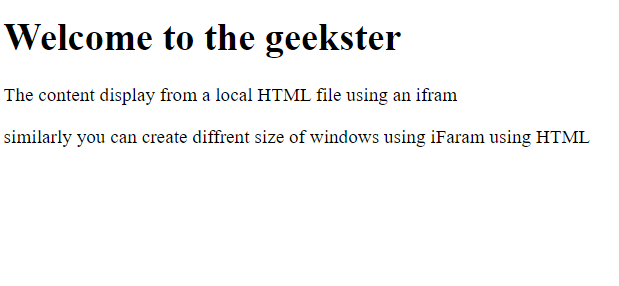 Welcome to the geekster
The content display from a local HTML file using an ifram
similarly you can create diffrent size of windows using iFaram using HTML